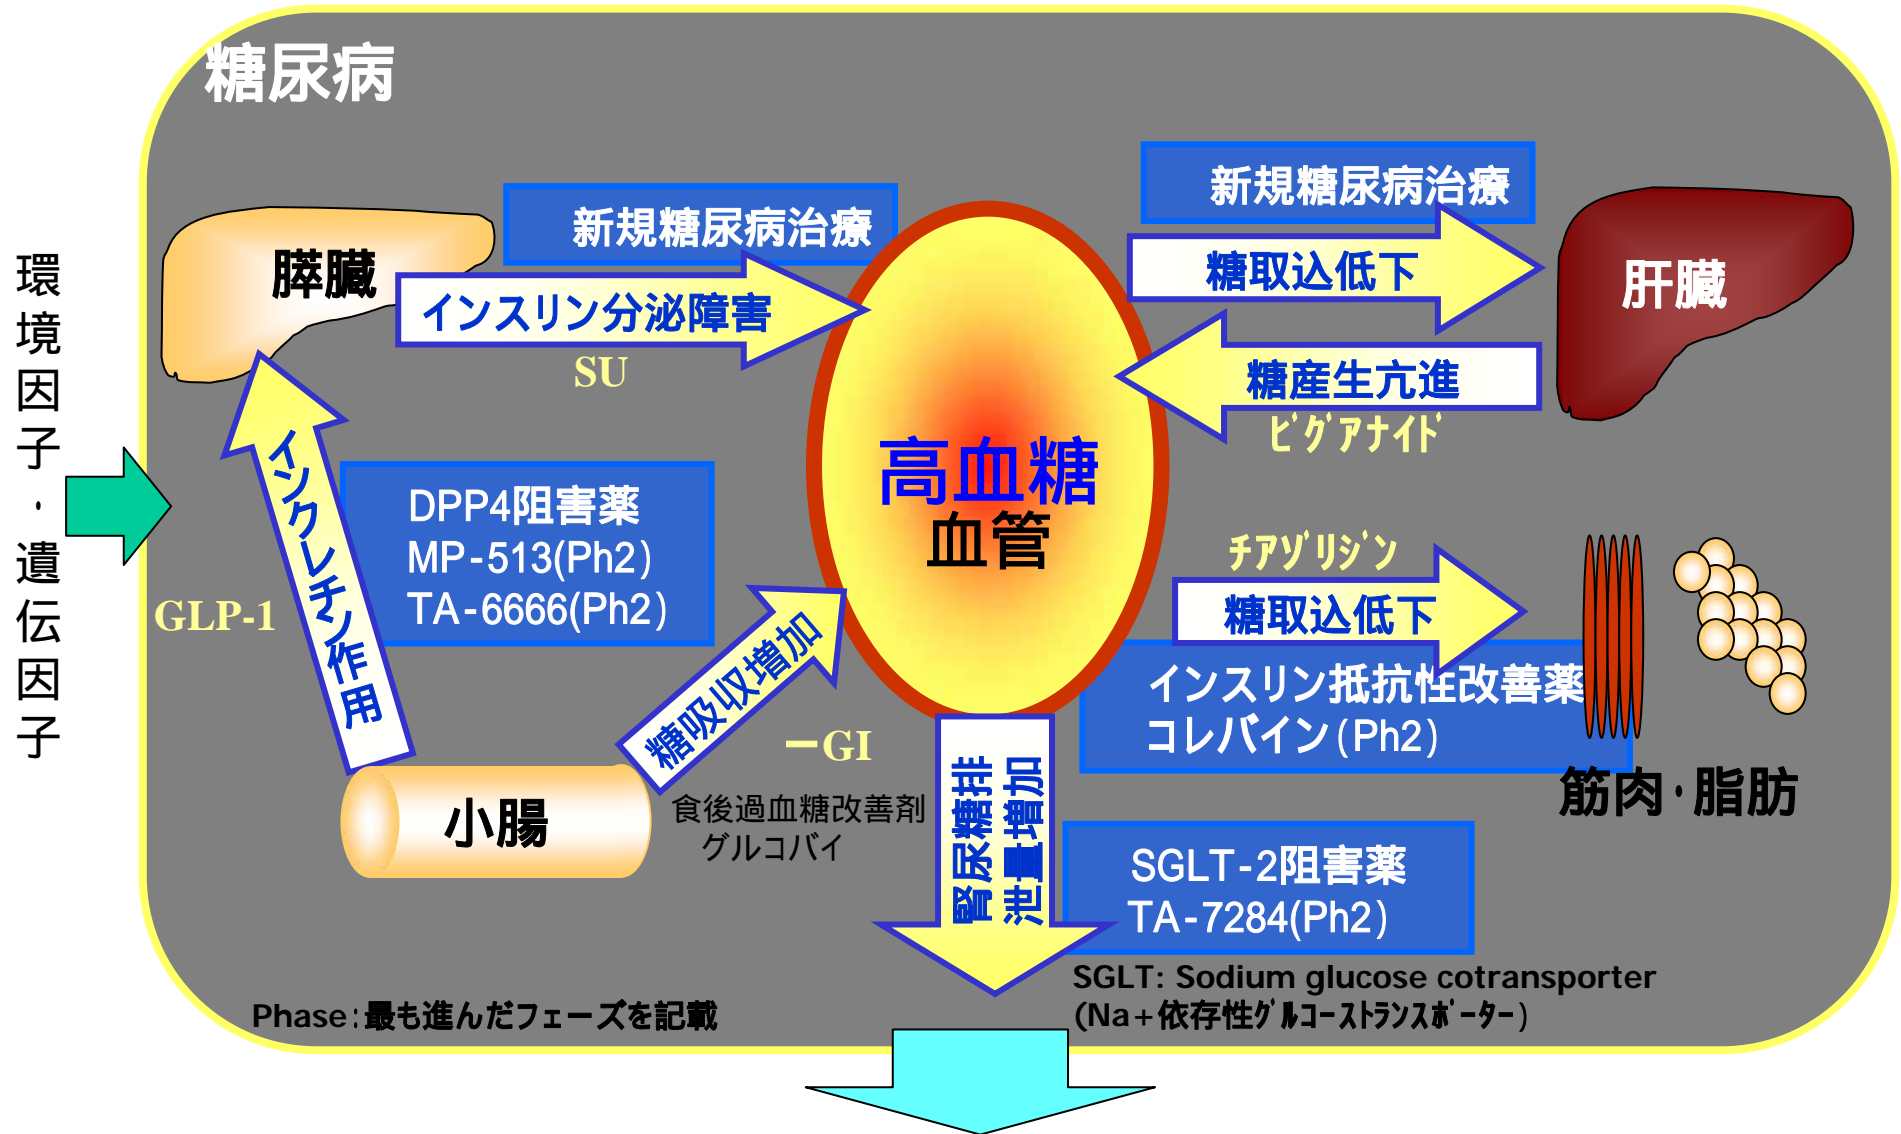 糖尿病
環境因子・遺伝因子
新規糖尿病治療
新規糖尿病治療
膵臓
インスリン分泌障害
SU
糖取込低下
肝臓
糖産生亢進
ﾋﾞｸﾞｱﾅｲﾄﾞ
高血糖
血管
インクレチン作用
GLP-1
DPP4阻害薬
MP-513(Ph2)
TA-6666(Ph2)
ﾁｱｿﾞﾘｼﾞﾝ
糖取込低下
インスリン抵抗性改善薬
コレバイン(Ph2)
筋肉・脂肪
糖吸収増加
ーGI
小腸
食後過血糖改善剤
グルコバイ
腎尿糖排
泄量増加
SGLT-2阻害薬
TA-7284(Ph2)
SGLT: Sodium glucose cotransporter
(Na+依存性ｸﾞﾙｺｰｽﾄﾗﾝｽﾎﾟｰﾀｰ)
Phase:最も進んだフェーズを記載